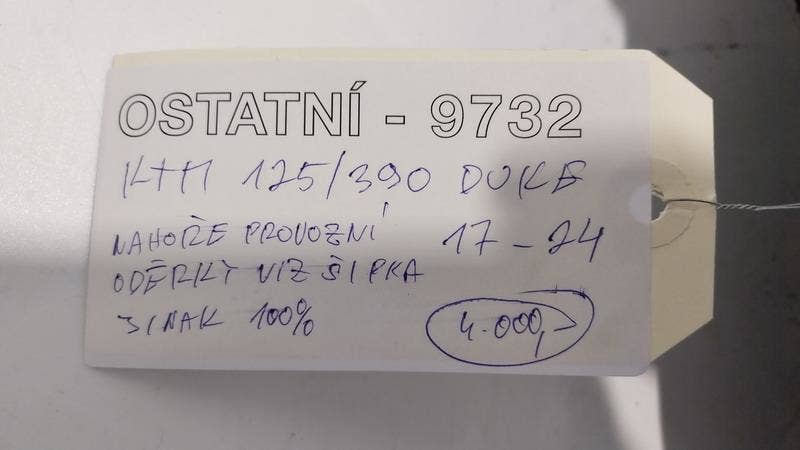 OSTATNÍ - 9732
KTM 125/390 DUKE
NAHOŘE PROVOZNÍ 17-24
ODĚRKY VIZ ŠIPKA
JINAK 100% 4.000,-